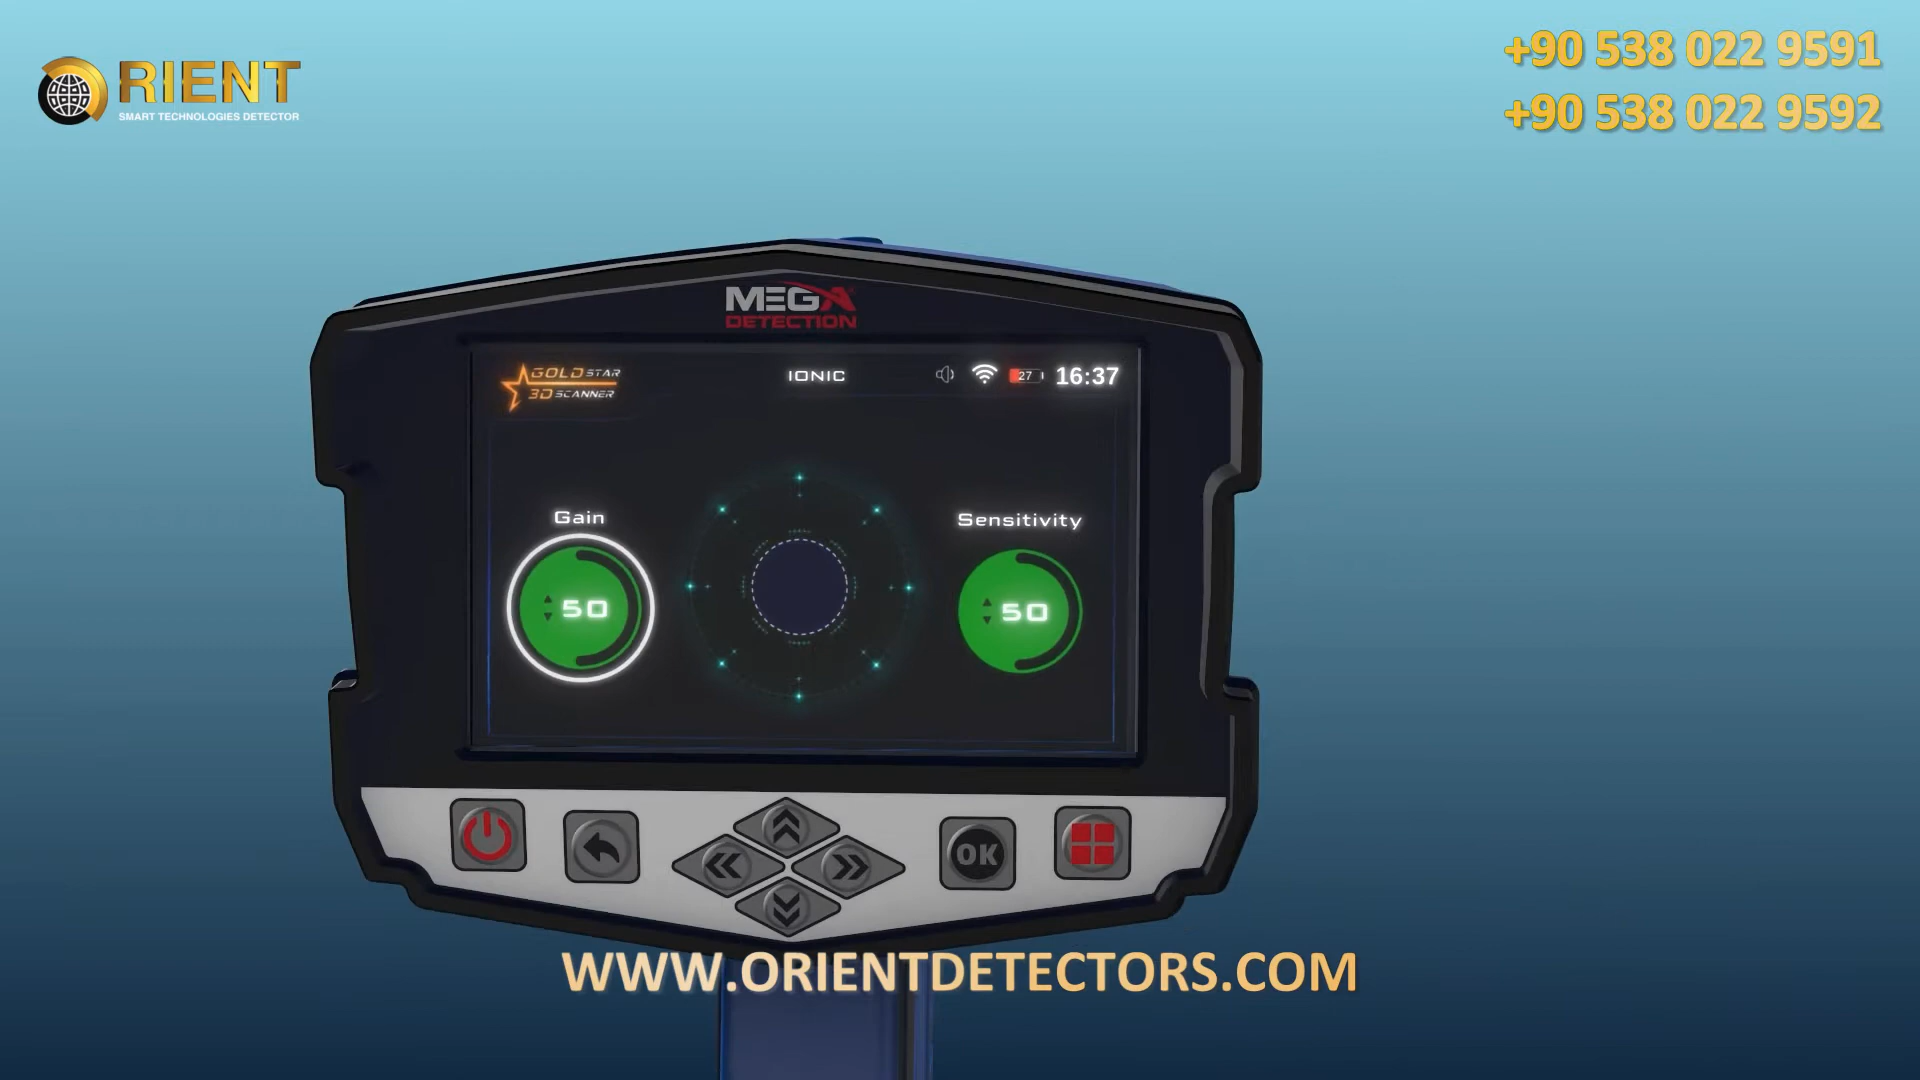 ORIENT
SMART TECHNOLOGIES DETECTOR
+90 538 022 9591
+90 538 022 9592
MEGA
DETECTION
GOLD STAR
3D SCANNER
IONIC
27
16:37
Gain
50
Sensitivity
50
OK
WWW.ORIENTDETECTORS.COM